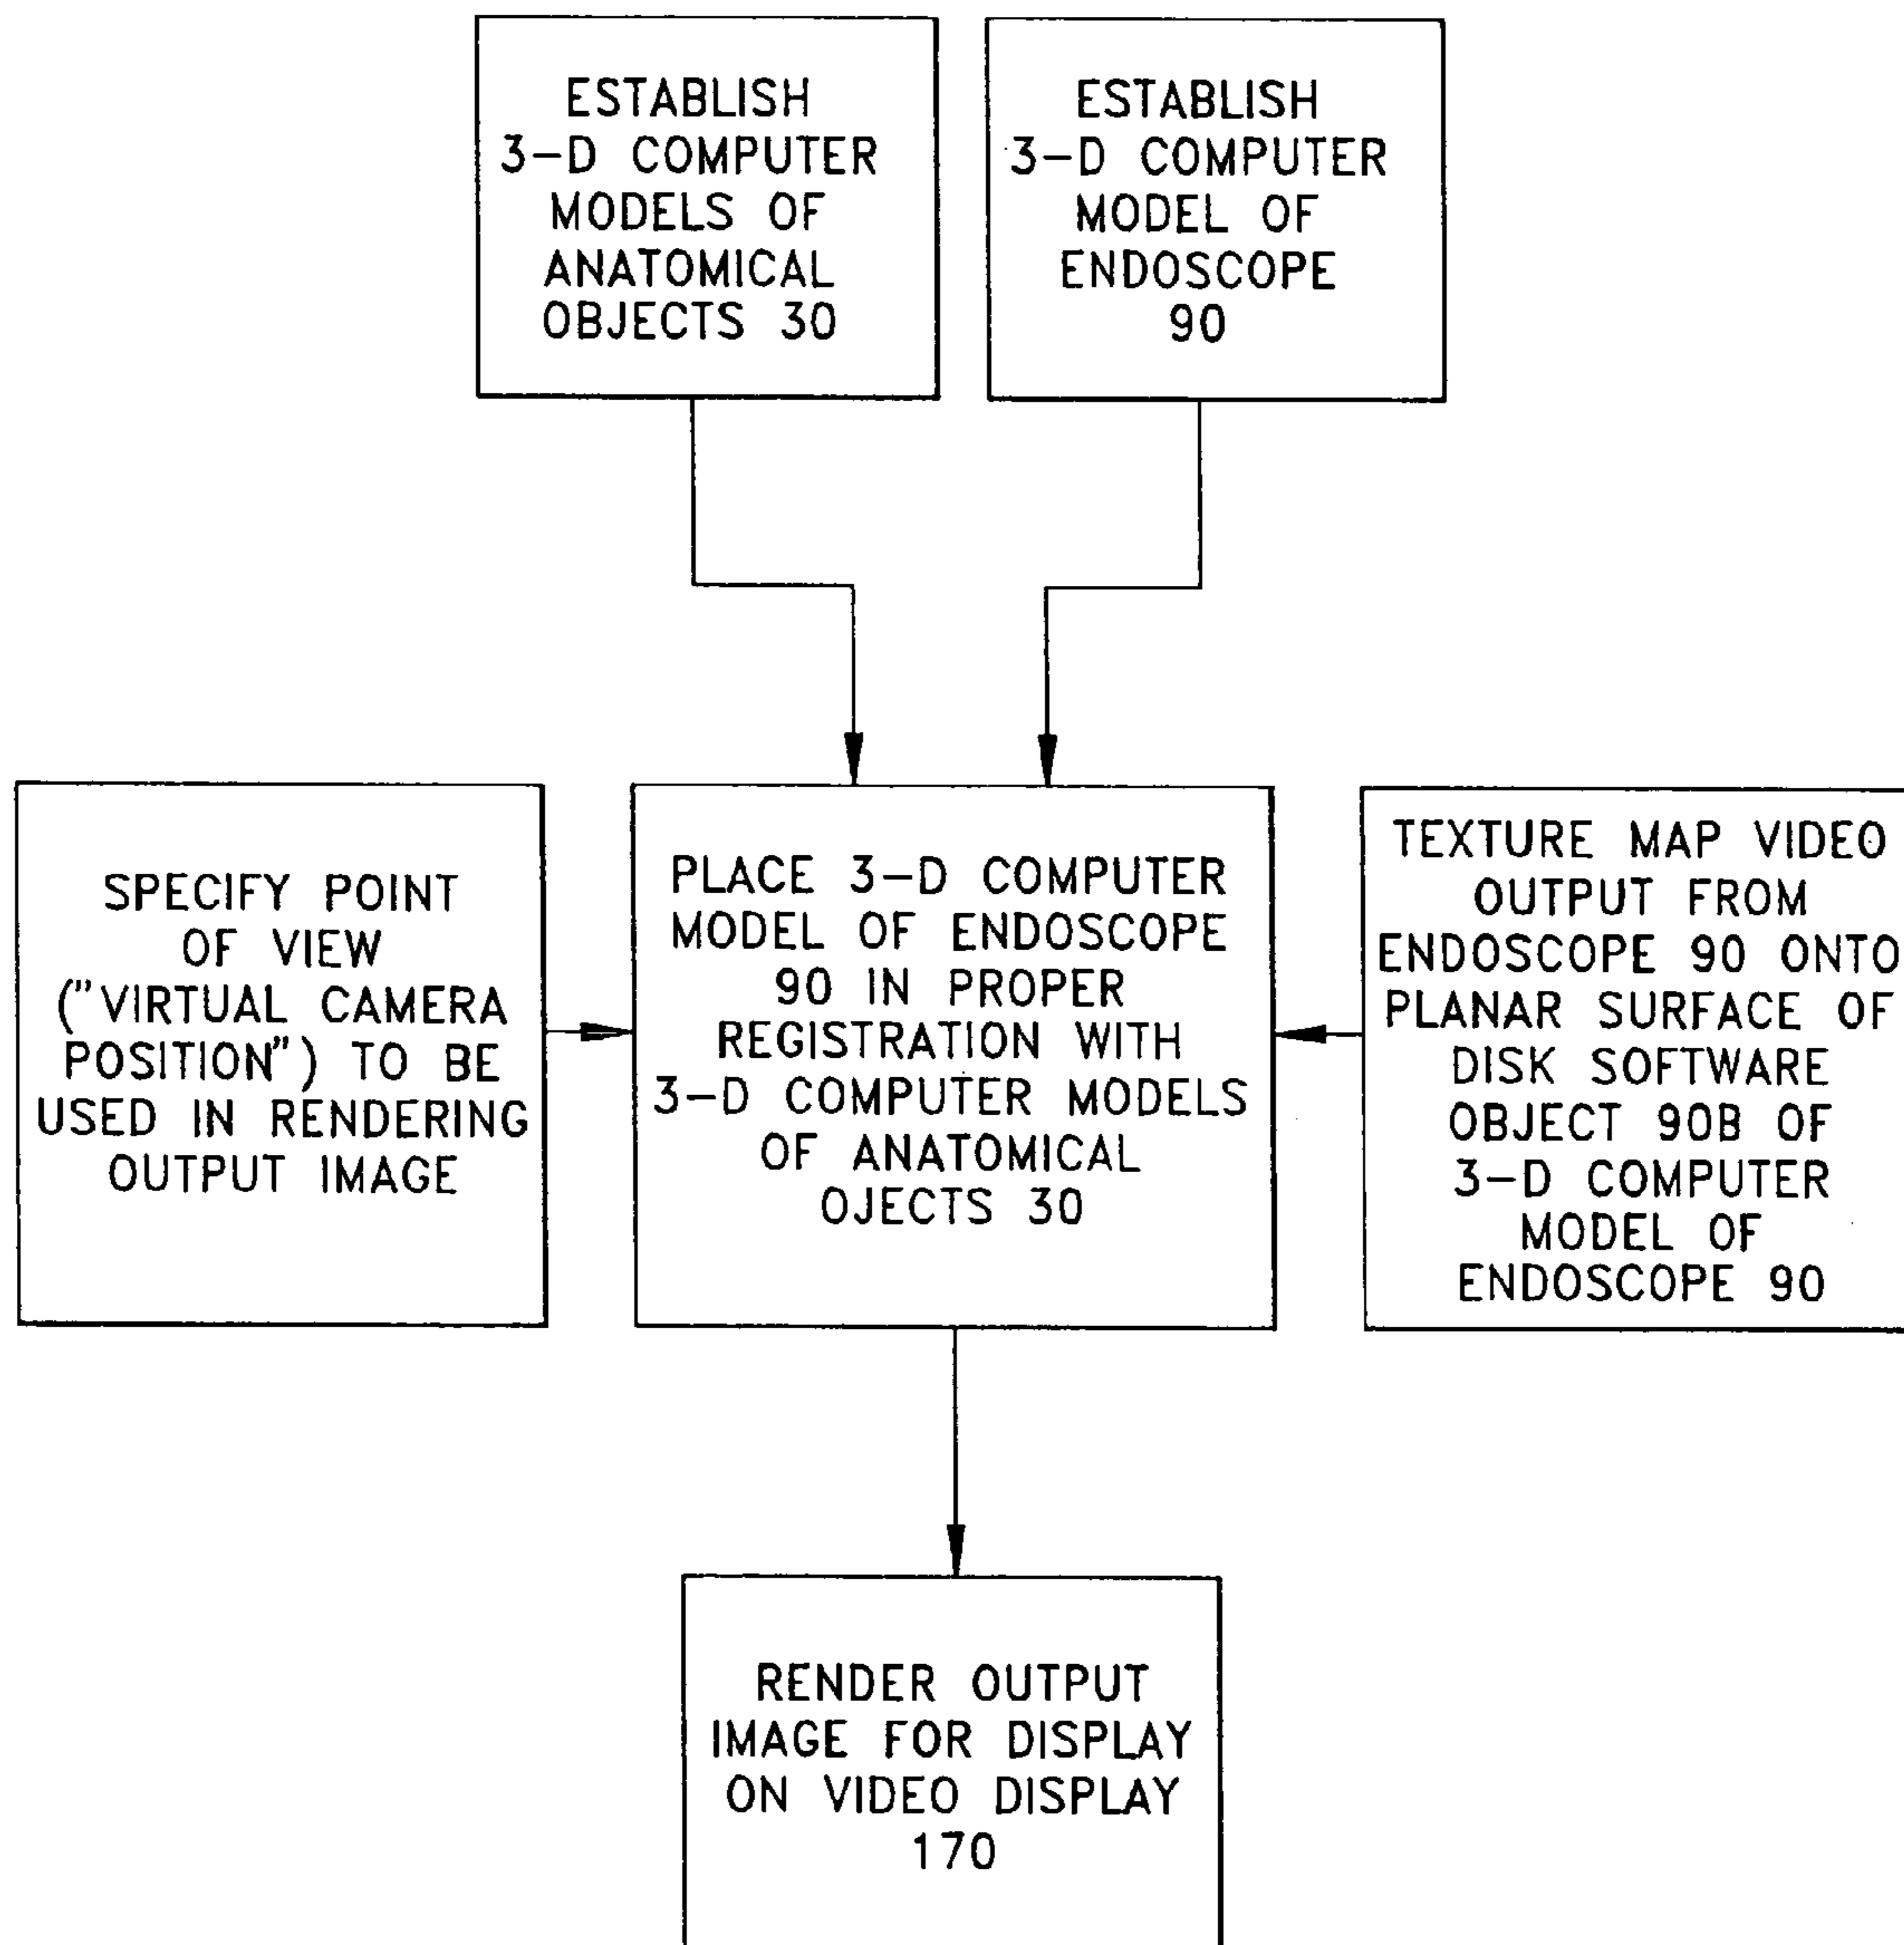 ESTABLISH
3-D COMPUTER
MODELS OF
ANATOMICAL
OBJECTS 30
ESTABLISH
3-D COMPUTER
MODEL OF
ENDOSCOPE
90
SPECIFY POINT
OF VIEW
("VIRTUAL CAMERA
POSITION") TO BE
USED IN RENDERING
OUTPUT IMAGE
PLACE 3-D COMPUTER
MODEL OF ENDOSCOPE
90 IN PROPER
REGISTRATION WITH
3-D COMPUTER MODELS
OF ANATOMICAL
OJECTS 30
TEXTURE MAP VIDEO
OUTPUT FROM
ENDOSCOPE 90 ONTO
PLANAR SURFACE OF
DISK SOFTWARE
OBJECT 90B OF
3-D COMPUTER
MODEL OF
ENDOSCOPE 90
RENDER OUTPUT
IMAGE FOR DISPLAY
ON VIDEO DISPLAY
170